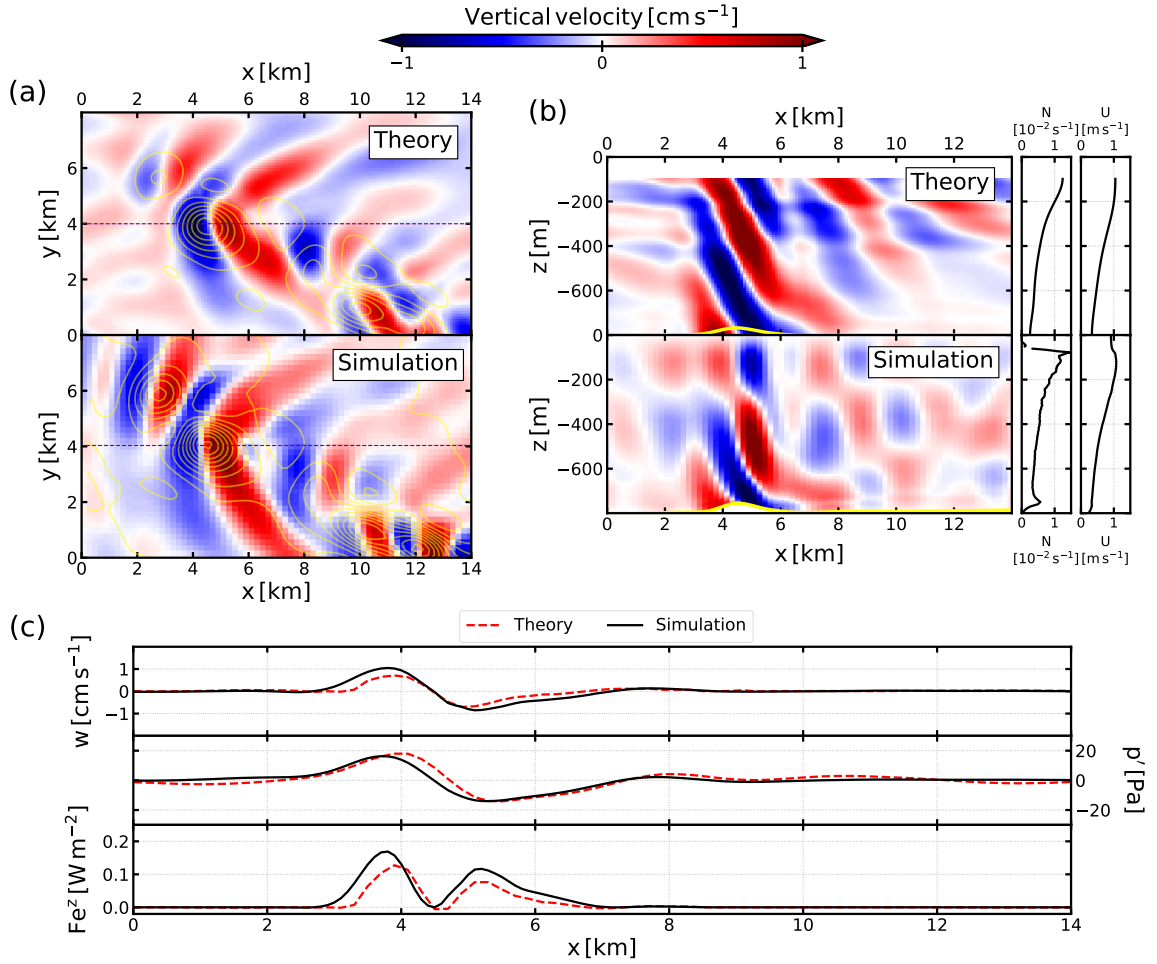 Vertical velocity [cm s⁻¹]
−1 0 1
(a)
x [km]
0 2 4 6 8 10 12 14
Theory
y [km]
6
4
2
0
Simulation
y [km]
6
4
2
0
0 2 4 6 8 10 12 14
x [km]
(b)
x [km]
0 2 4 6 8 10 12
N
[10⁻² s⁻¹]
0 1
U
[m s⁻¹]
0 1
Theory
z [m]
0
−200
−400
−600
0
Simulation
z [m]
−200
−400
−600
0 2 4 6 8 10 12
x [km]
0 1
N
[10⁻² s⁻¹]
0 1
U
[m s⁻¹]
(c)
Theory Simulation
w [cm s⁻¹]
1
0
−1
p′ [Pa]
20
0
−20
Feᶻ [W m⁻²]
0.2
0.1
0.0
0 2 4 6 8 10 12 14
x [km]